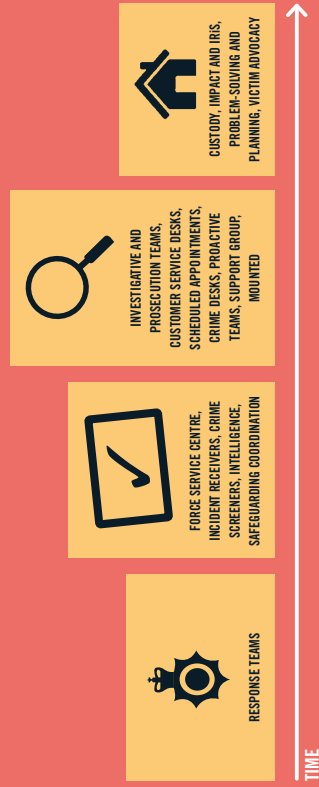 RESPONSE TEAMS
FORCE SERVICE CENTRE,
INCIDENT RECEIVERS, CRIME
SCREENERS, INTELLIGENCE,
SAFEGUARDING COORDINATION
INVESTIGATIVE AND
PROSECUTION TEAMS,
CUSTOMER SERVICE DESKS,
SCHEDULED APPOINTMENTS,
CRIME DESKS, PROACTIVE
TEAMS, SUPPORT GROUP,
MOUNTED
CUSTODY, IMPACT AND IRiS,
PROBLEM-SOLVING AND
PLANNING, VICTIM ADVOCACY
TIME